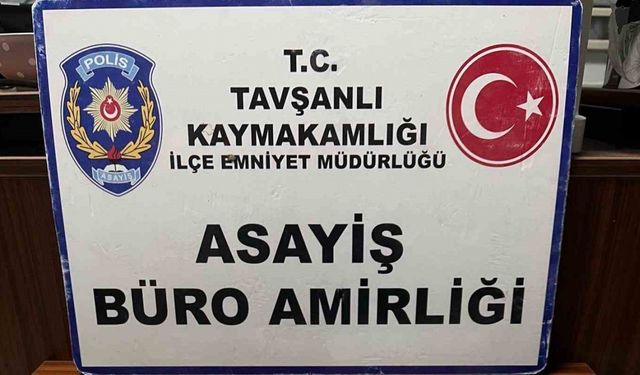 POLİS
ASAYİŞ
T.C.
TAVŞANLI
KAYMAKAMLIĞI
İLÇE EMNİYET MÜDÜRLÜĞÜ
ASAYİŞ
BÜRO AMİRLİĞİ